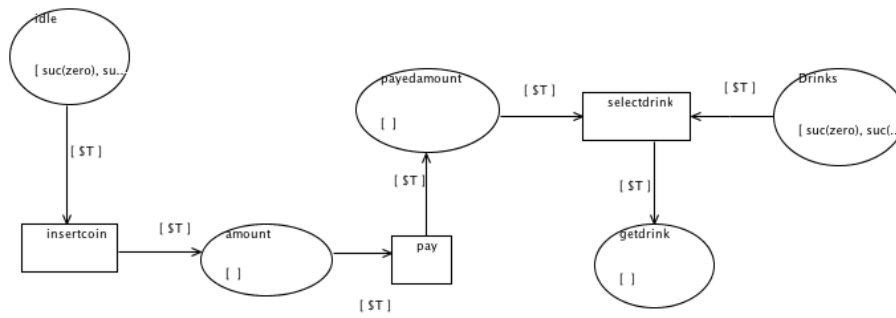 idle
[ suc(zero), su...
[ $T ]
insertcoin
[ $T ]
amount
[ ]
[ $T ]
pay
[ $T ]
payedamount
[ ]
[ $T ]
selectdrink
[ $T ]
Drinks
[ suc(zero), suc(...
[ $T ]
getdrink
[ ]